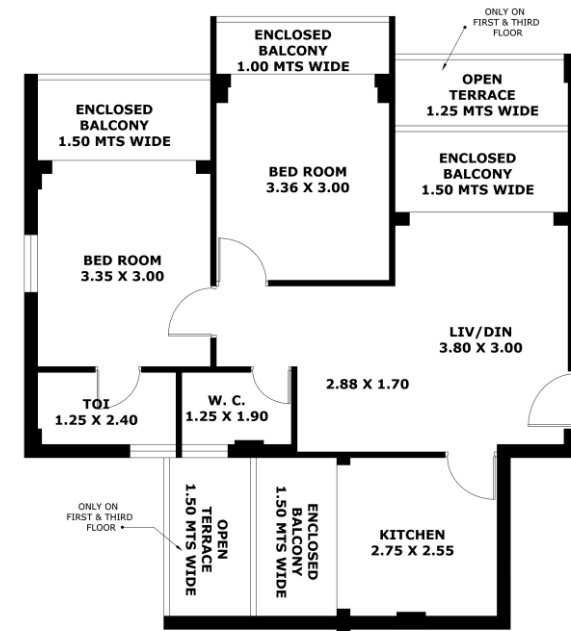 ONLY ON
FIRST & THIRD
FLOOR
ENCLOSED
BALCONY
1.00 MTS WIDE
OPEN
TERRACE
1.25 MTS WIDE
ENCLOSED
BALCONY
1.50 MTS WIDE
ENCLOSED
BALCONY
1.50 MTS WIDE
BED ROOM
3.36 X 3.00
BED ROOM
3.35 X 3.00
LIV/DIN
3.80 X 3.00
2.88 X 1.70
TOI
1.25 X 2.40
W. C.
1.25 X 1.90
ONLY ON
FIRST & THIRD
FLOOR
OPEN
TERRACE
1.50 MTS WIDE
ENCLOSED
BALCONY
1.50 MTS WIDE
KITCHEN
2.75 X 2.55